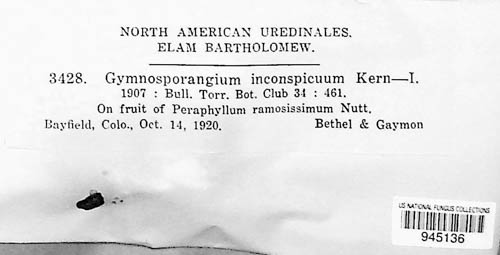 NORTH AMERICAN UREDINALES.
ELAM BARTHOLOMEW.
3428. Gymnosporangium inconspicuum Kern—I.
1907 : Bull. Torr. Bot. Club 34 : 461.
On fruit of Peraphyllum ramosissimum Nutt.
Bayfield, Colo., Oct. 14, 1920. Bethel & Gaymon
US NATIONAL FUNGUS COLLECTIONS
945136